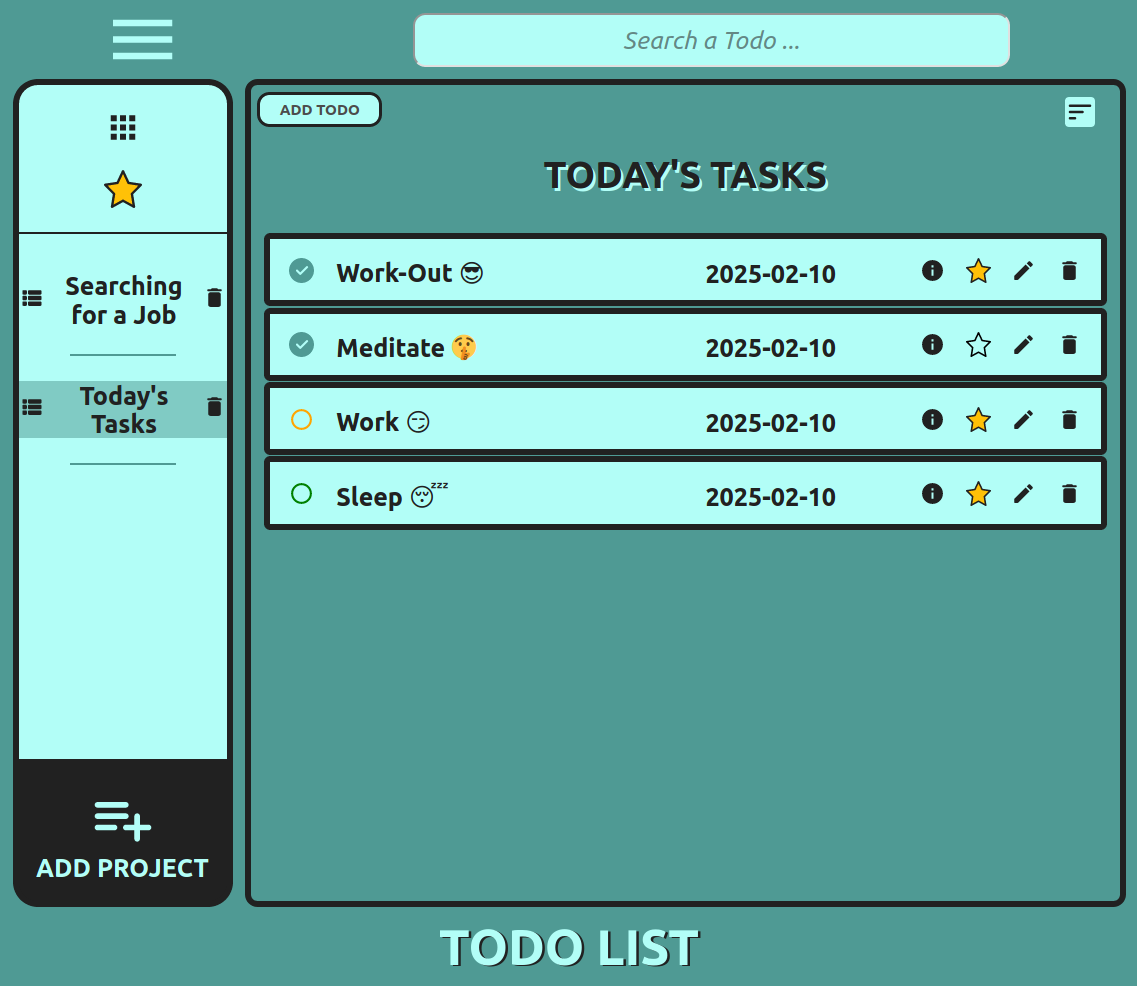 Search a Todo ...
ADD TODO
TODAY'S TASKS
Searching
for a Job
Today's
Tasks
Work-Out 😎 2025-02-10
Meditate 🤫 2025-02-10
Work 😏 2025-02-10
Sleep 😴 2025-02-10
ADD PROJECT
TODO LIST